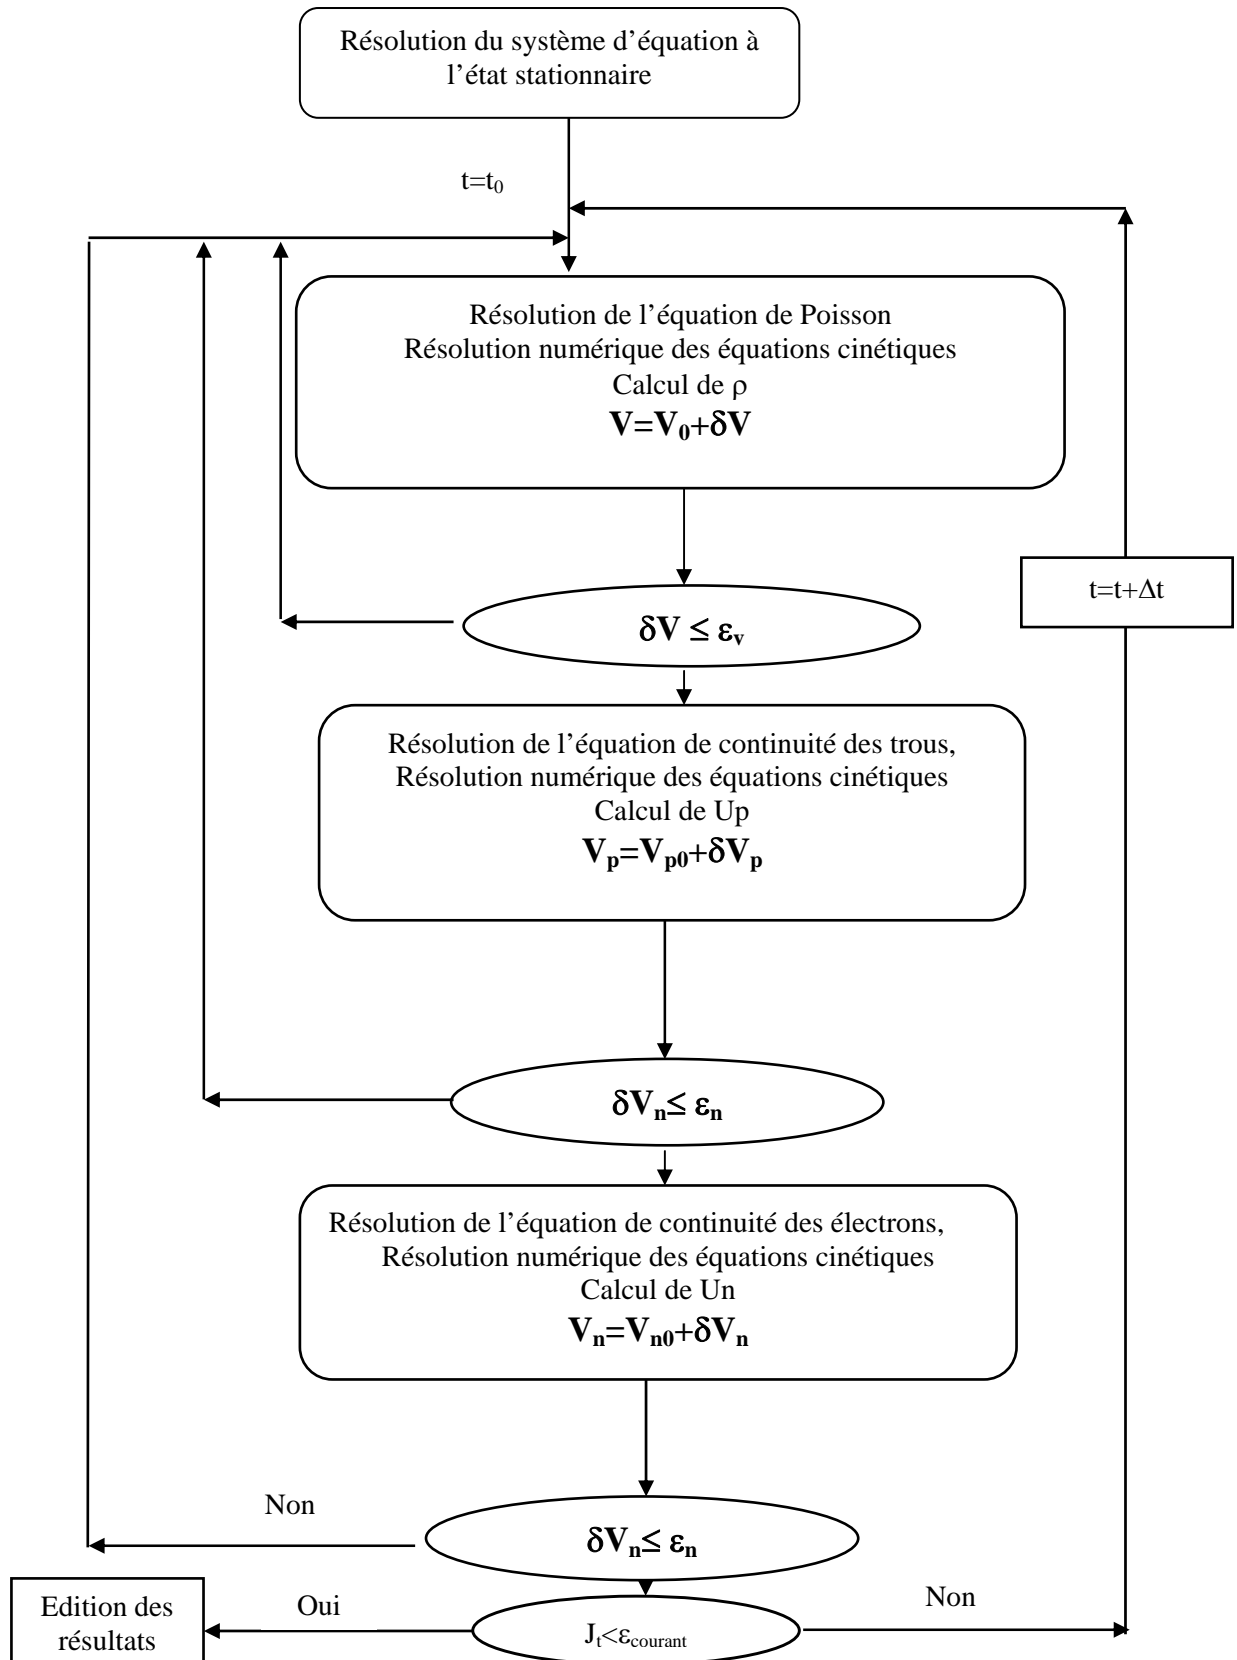 Résolution du système d’équation à
l’état stationnaire
t=t₀
Résolution de l’équation de Poisson
Résolution numérique des équations cinétiques
Calcul de ρ
V=V₀+δV
t=t+Δt
δV ≤ εᵥ
Résolution de l’équation de continuité des trous,
Résolution numérique des équations cinétiques
Calcul de Up
Vₚ=Vₚ₀+δVₚ
δVₙ≤ εₙ
Résolution de l’équation de continuité des électrons,
Résolution numérique des équations cinétiques
Calcul de Un
Vₙ=Vₙ₀+δVₙ
Non
δVₙ≤ εₙ
Edition des
résultats
Oui
Jₜ<ε_courant
Non